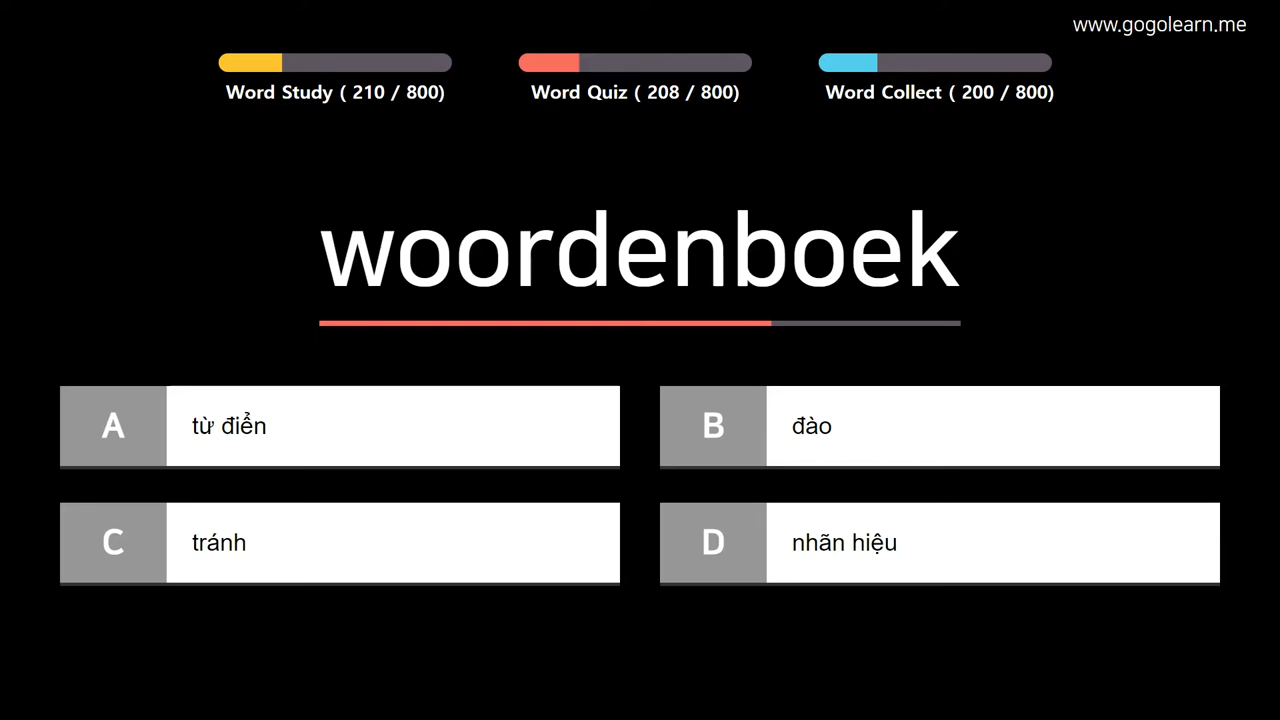 www.gogolearn.me
Word Study ( 210 / 800)
Word Quiz ( 208 / 800)
Word Collect ( 200 / 800)
woordenboek
A
từ điển
B
đào
C
tránh
D
nhãn hiệu